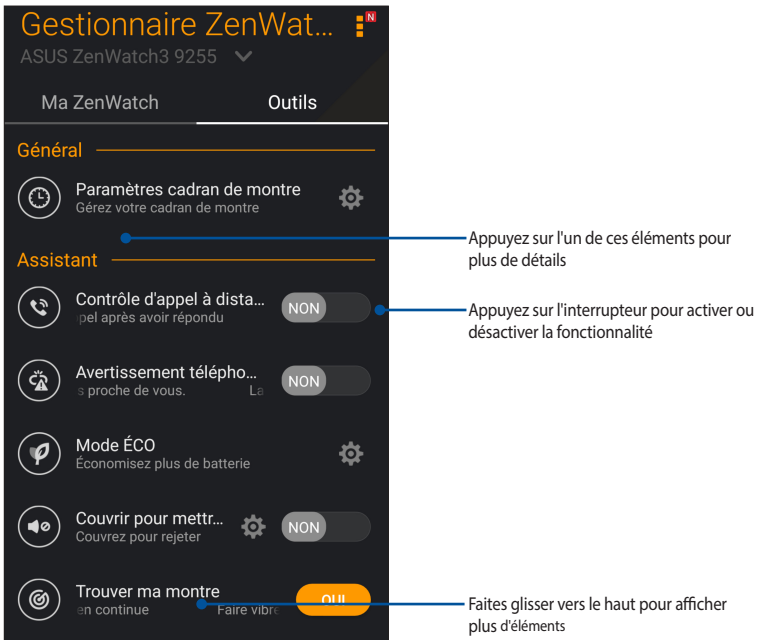 Gestionnaire ZenWat...
N
ASUS ZenWatch3 9255
Ma ZenWatch
Outils
Général
Paramètres cadran de montre
Gérez votre cadran de montre
Appuyez sur l'un de ces éléments pour
plus de détails
Assistant
Contrôle d'appel à dista...
pel après avoir répondu
NON
Appuyez sur l'interrupteur pour activer ou
désactiver la fonctionnalité
Avertissement télépho...
s proche de vous. La
NON
Mode ÉCO
Économisez plus de batterie
Couvrir pour mettr...
Couvrez pour rejeter
NON
Trouver ma montre
en continue Faire vibre
OUI
Faites glisser vers le haut pour afficher
plus d'éléments